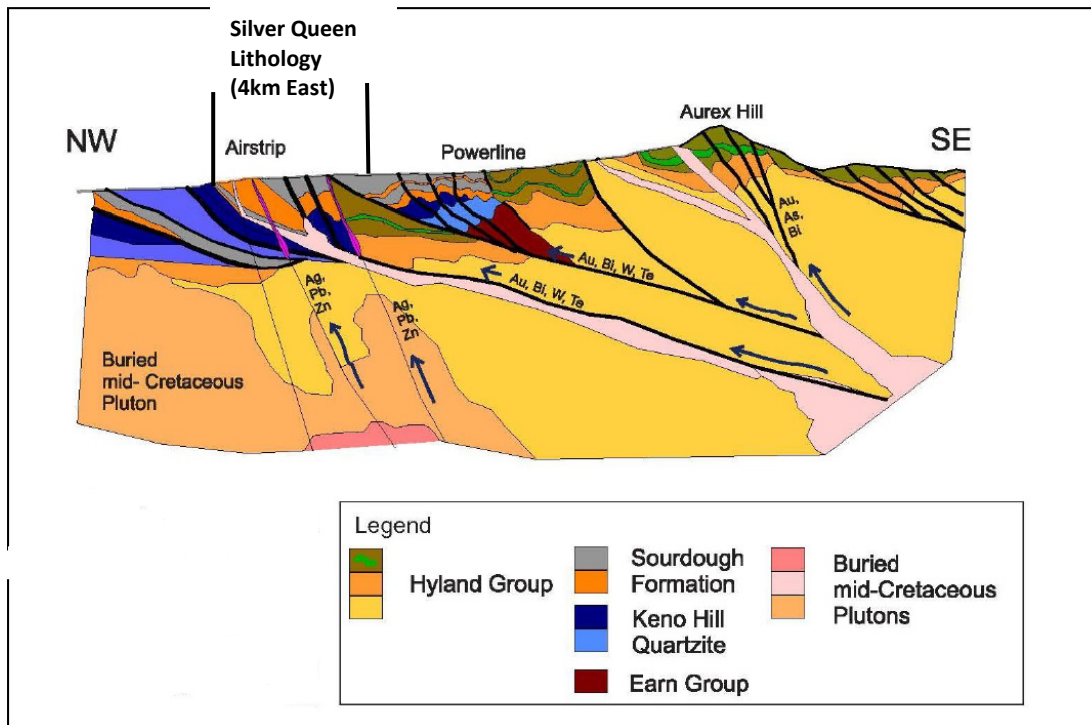 Silver Queen
Lithology
(4km East)
NW
Airstrip
Powerline
Aurex Hill
SE
Au,
As,
Bi
Au, Bi, W, Te
Au, Bi, W, Te
Ag,
Pb,
Zn
Ag,
Pb,
Zn
Buried
mid- Cretaceous
Pluton
Legend
Hyland Group
Sourdough
Formation
Keno Hill
Quartzite
Earn Group
Buried
mid-Cretaceous
Plutons